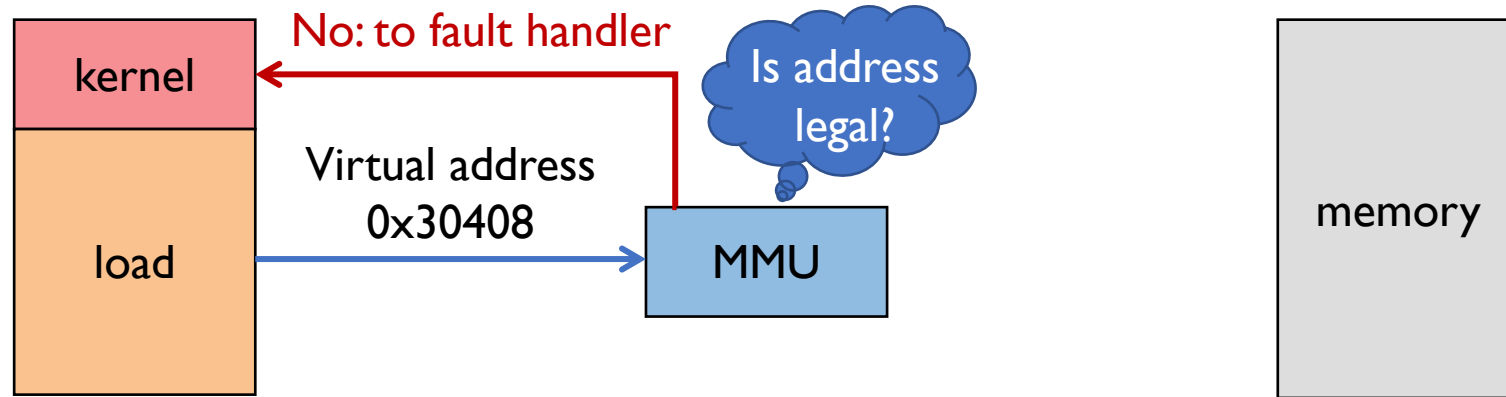 No: to fault handler
kernel
Is address
legal?
Virtual address
0x30408
load
MMU
memory